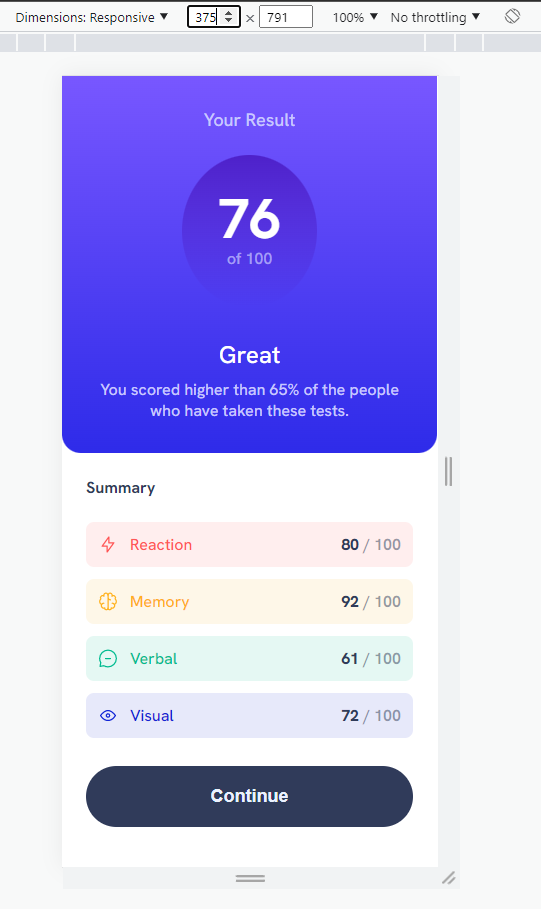 Dimensions: Responsive ▼ 375 × 791 100% ▼ No throttling ▼
Your Result
76
of 100
Great
You scored higher than 65% of the people
who have taken these tests.
Summary
Reaction 80 / 100
Memory 92 / 100
Verbal 61 / 100
Visual 72 / 100
Continue